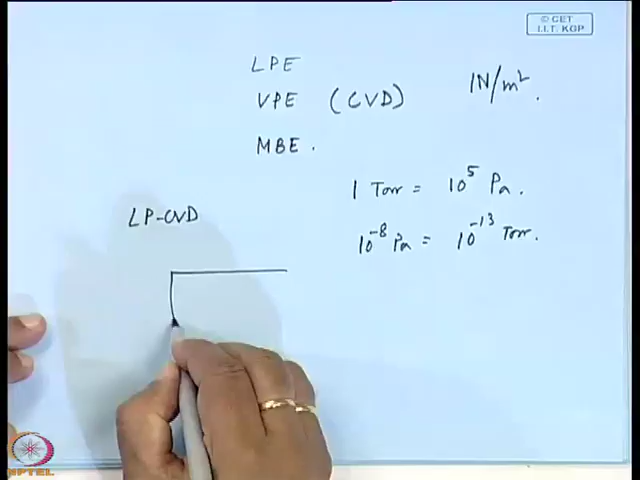 © CET
I.I.T. KGP
LPE
VPE (CVD) 1N/m².
MBE.
1 Torr = 10⁵ Pa.
LP-CVD
10⁻⁸ Pa = 10⁻¹³ Torr.
NPTEL